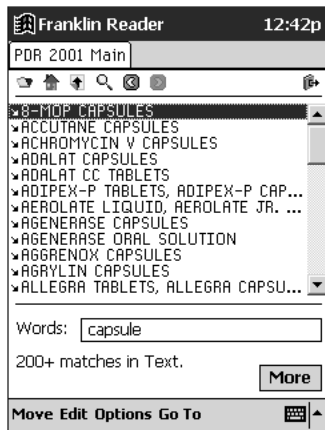 Franklin Reader 12:42p
PDR 2001 Main
8-MOP CAPSULES
ACCUTANE CAPSULES
ACHROMYCIN V CAPSULES
ADALAT CAPSULES
ADALAT CC TABLETS
ADIPEX-P TABLETS, ADIPEX-P CAP...
AEROLATE LIQUID, AEROLATE JR. ...
AGENERASE CAPSULES
AGENERASE ORAL SOLUTION
AGGRENOX CAPSULES
AGRYLIN CAPSULES
ALLEGRA TABLETS, ALLEGRA CAPSU...
Words: capsule
200+ matches in Text.
More
Move Edit Options Go To